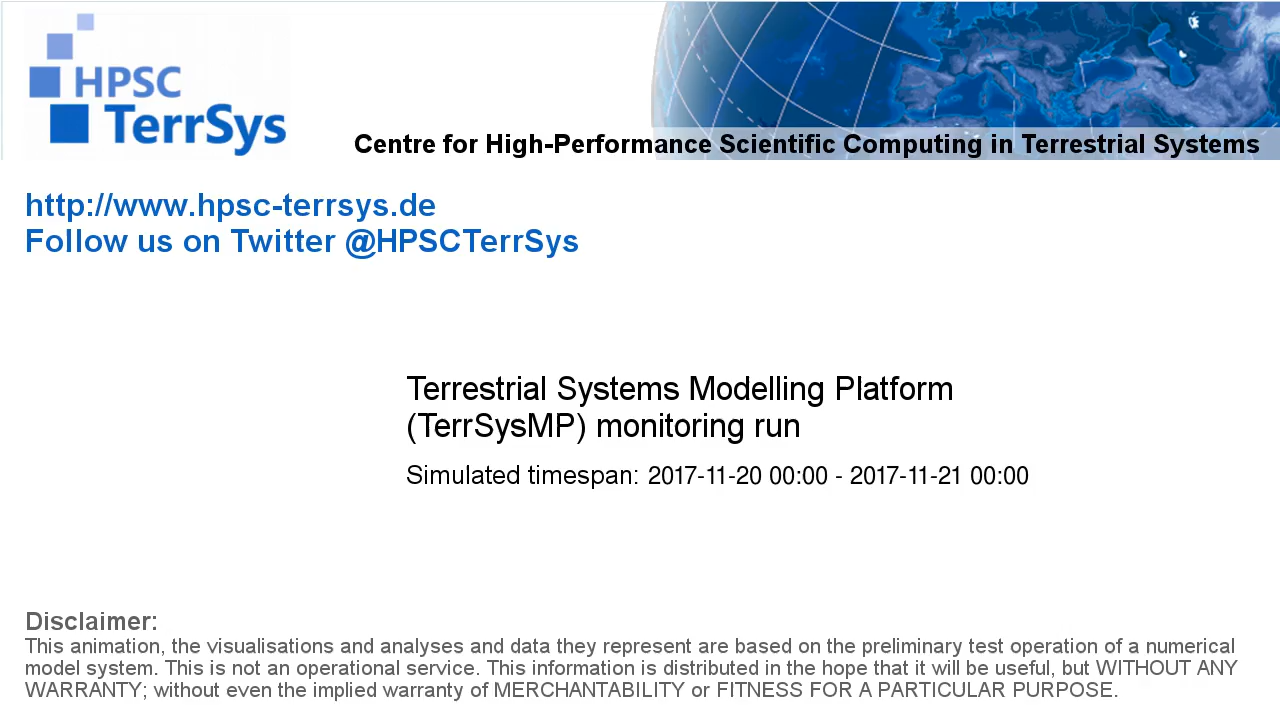 HPSC
TerrSys
Centre for High-Performance Scientific Computing in Terrestrial Systems
http://www.hpsc-terrsys.de
Follow us on Twitter @HPSCTerrSys
Terrestrial Systems Modelling Platform
(TerrSysMP) monitoring run
Simulated timespan: 2017-11-20 00:00 - 2017-11-21 00:00
Disclaimer:
This animation, the visualisations and analyses and data they represent are based on the preliminary test operation of a numerical
model system. This is not an operational service. This information is distributed in the hope that it will be useful, but WITHOUT ANY
WARRANTY; without even the implied warranty of MERCHANTABILITY or FITNESS FOR A PARTICULAR PURPOSE.